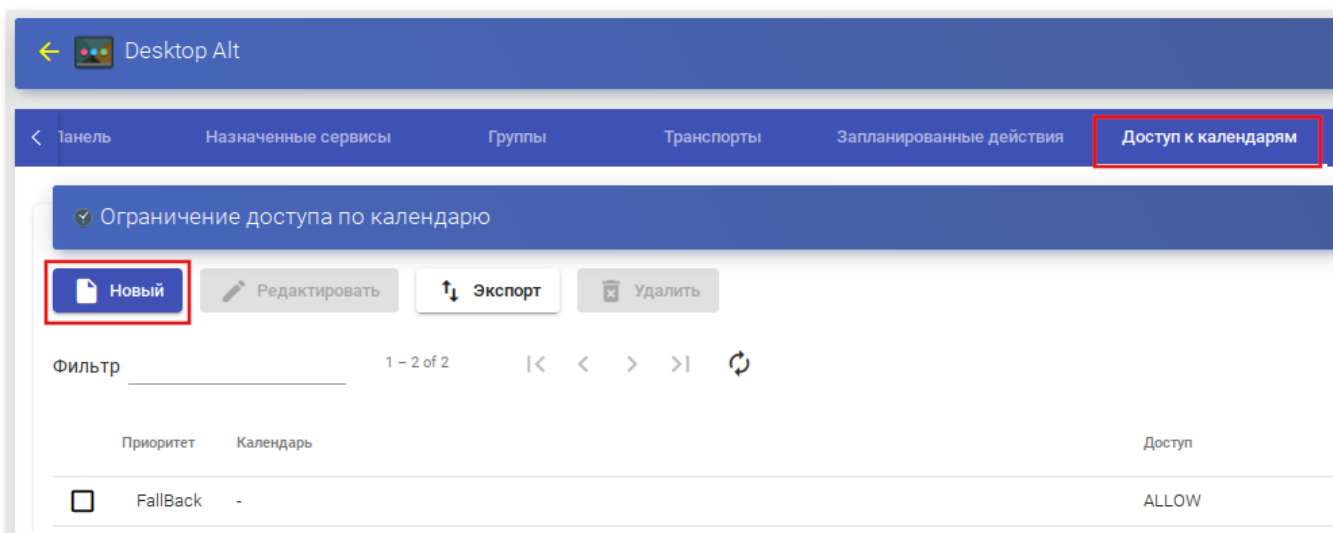 Desktop Alt
Панель Назначенные сервисы Группы Транспорты Запланированные действия Доступ к календарям
Ограничение доступа по календарю
Новый Редактировать Экспорт Удалить
Фильтр 1 – 2 of 2
Приоритет Календарь Доступ
FallBack - ALLOW